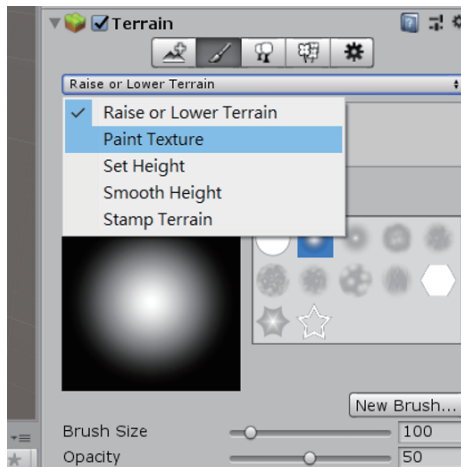 Terrain
Raise or Lower Terrain
Raise or Lower Terrain
Paint Texture
Set Height
Smooth Height
Stamp Terrain
New Brush...
Brush Size 100
Opacity 50